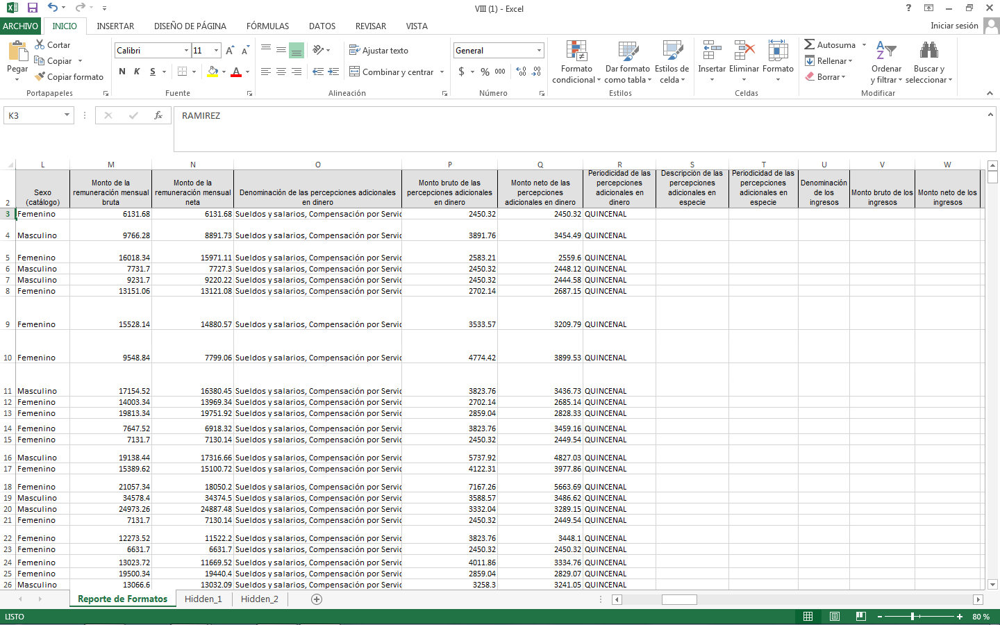 VIII (1) - Excel
?
ARCHIVO INICIO INSERTAR DISEÑO DE PÁGINA FÓRMULAS DATOS REVISAR VISTA Iniciar sesión
Pegar Cortar Copiar Copiar formato Portapapeles
Calibri 11 N K S A A A Fuente
Ajustar texto Combinar y centrar Alineación
General $ % 000 Número
Formato condicional Dar formato como tabla Estilos de celda Estilos
Insertar Eliminar Formato Celdas
Autosuma Rellenar Borrar Ordenar y filtrar Buscar y seleccionar Modificar
K3 fx RAMIREZ
L M N O P Q R S T U V W
2 Sexo (catálogo) Monto de la remuneración mensual bruta Monto de la remuneración mensual neta Denominación de las percepciones adicionales en dinero Monto bruto de las percepciones adicionales en dinero Monto neto de las percepciones adicionales en dinero Periodicidad de las percepciones adicionales en dinero Descripción de las percepciones adicionales en especie Periodicidad de las percepciones adicionales en especie Denominación de los ingresos Monto bruto de los ingresos Monto neto de los ingresos
3 Femenino 6131.68 6131.68 Sueldos y salarios, Compensación por Servic 2450.32 2450.32 QUINCENAL
4 Masculino 9766.28 8891.73 Sueldos y salarios, Compensación por Servic 3891.76 3454.49 QUINCENAL
5 Femenino 16018.34 15971.11 Sueldos y salarios, Compensación por Servic 2583.21 2559.6 QUINCENAL
6 Masculino 7731.7 7727.3 Sueldos y salarios, Compensación por Servic 2450.32 2448.12 QUINCENAL
7 Masculino 9231.7 9220.22 Sueldos y salarios, Compensación por Servic 2450.32 2444.58 QUINCENAL
8 Femenino 13151.06 13121.08 Sueldos y salarios, Compensación por Servic 2702.14 2687.15 QUINCENAL
9 Femenino 15528.14 14880.57 Sueldos y salarios, Compensación por Servic 3533.57 3209.79 QUINCENAL
10 Femenino 9548.84 7799.06 Sueldos y salarios, Compensación por Servic 4774.42 3899.53 QUINCENAL
11 Masculino 17154.52 16380.45 Sueldos y salarios, Compensación por Servic 3823.76 3436.73 QUINCENAL
12 Femenino 14003.34 13969.34 Sueldos y salarios, Compensación por Servic 2702.14 2685.14 QUINCENAL
13 Femenino 19813.34 19751.92 Sueldos y salarios, Compensación por Servic 2859.04 2828.33 QUINCENAL
14 Femenino 7647.52 6918.32 Sueldos y salarios, Compensación por Servic 3823.76 3459.16 QUINCENAL
15 Femenino 7131.7 7130.14 Sueldos y salarios, Compensación por Servic 2450.32 2449.54 QUINCENAL
16 Masculino 19138.44 17316.66 Sueldos y salarios, Compensación por Servic 5737.92 4827.03 QUINCENAL
17 Femenino 15389.62 15100.72 Sueldos y salarios, Compensación por Servic 4122.31 3977.86 QUINCENAL
18 Femenino 21057.34 18050.2 Sueldos y salarios, Compensación por Servic 7167.26 5663.69 QUINCENAL
19 Masculino 34578.4 34374.5 Sueldos y salarios, Compensación por Servic 3588.57 3486.62 QUINCENAL
20 Masculino 24973.26 24887.48 Sueldos y salarios, Compensación por Servic 3332.04 3289.15 QUINCENAL
21 Femenino 7131.7 7130.14 Sueldos y salarios, Compensación por Servic 2450.32 2449.54 QUINCENAL
22 Femenino 12273.52 11522.2 Sueldos y salarios, Compensación por Servic 3823.76 3448.1 QUINCENAL
23 Femenino 6631.7 6631.7 Sueldos y salarios, Compensación por Servic 2450.32 2450.32 QUINCENAL
24 Femenino 13023.72 11669.52 Sueldos y salarios, Compensación por Servic 4011.86 3334.76 QUINCENAL
25 Femenino 19500.34 19440.4 Sueldos y salarios, Compensación por Servic 2859.04 2829.07 QUINCENAL
26 Masculino 13066.6 13032.09 Sueldos y salarios, Compensación por Servic 3258.3 3241.05 QUINCENAL
Reporte de Formatos Hidden_1 Hidden_2
LISTO 80 %